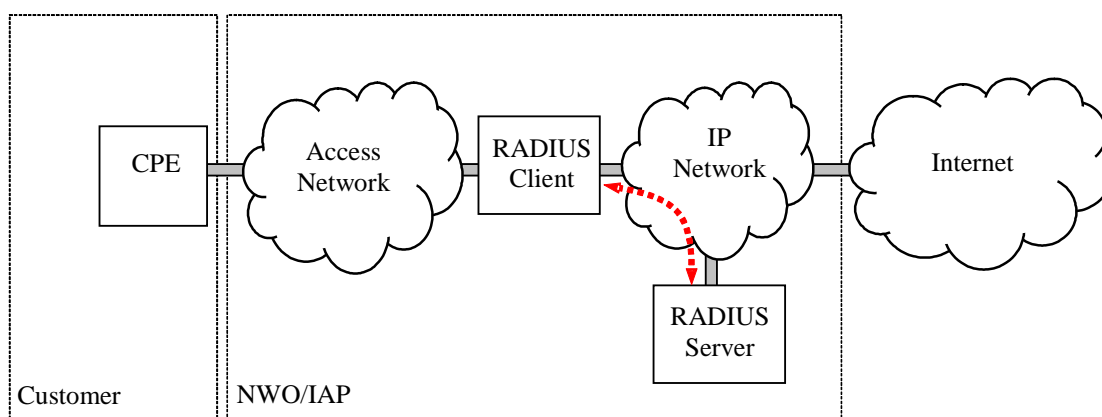 CPE
Access
Network
RADIUS
Client
IP
Network
Internet
RADIUS
Server
Customer
NWO/IAP